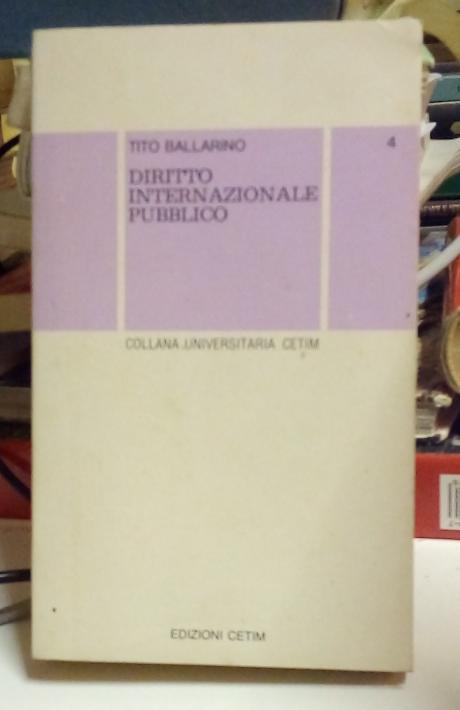 TITO BALLARINO 4
DIRITTO
INTERNAZIONALE
PUBBLICO
COLLANA UNIVERSITARIA CETIM
EDIZIONI CETIM